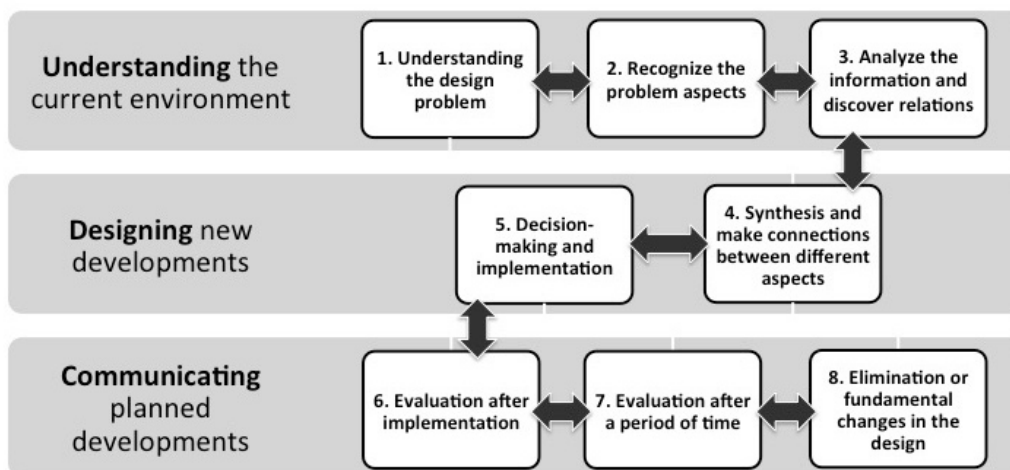 Understanding the
current environment
1. Understanding
the design
problem
2. Recognize the
problem aspects
3. Analyze the
information and
discover relations
Designing new
developments
5. Decision-
making and
implementation
4. Synthesis and
make connections
between different
aspects
Communicating
planned
developments
6. Evaluation after
implementation
7. Evaluation after
a period of time
8. Elimination or
fundamental
changes in the
design